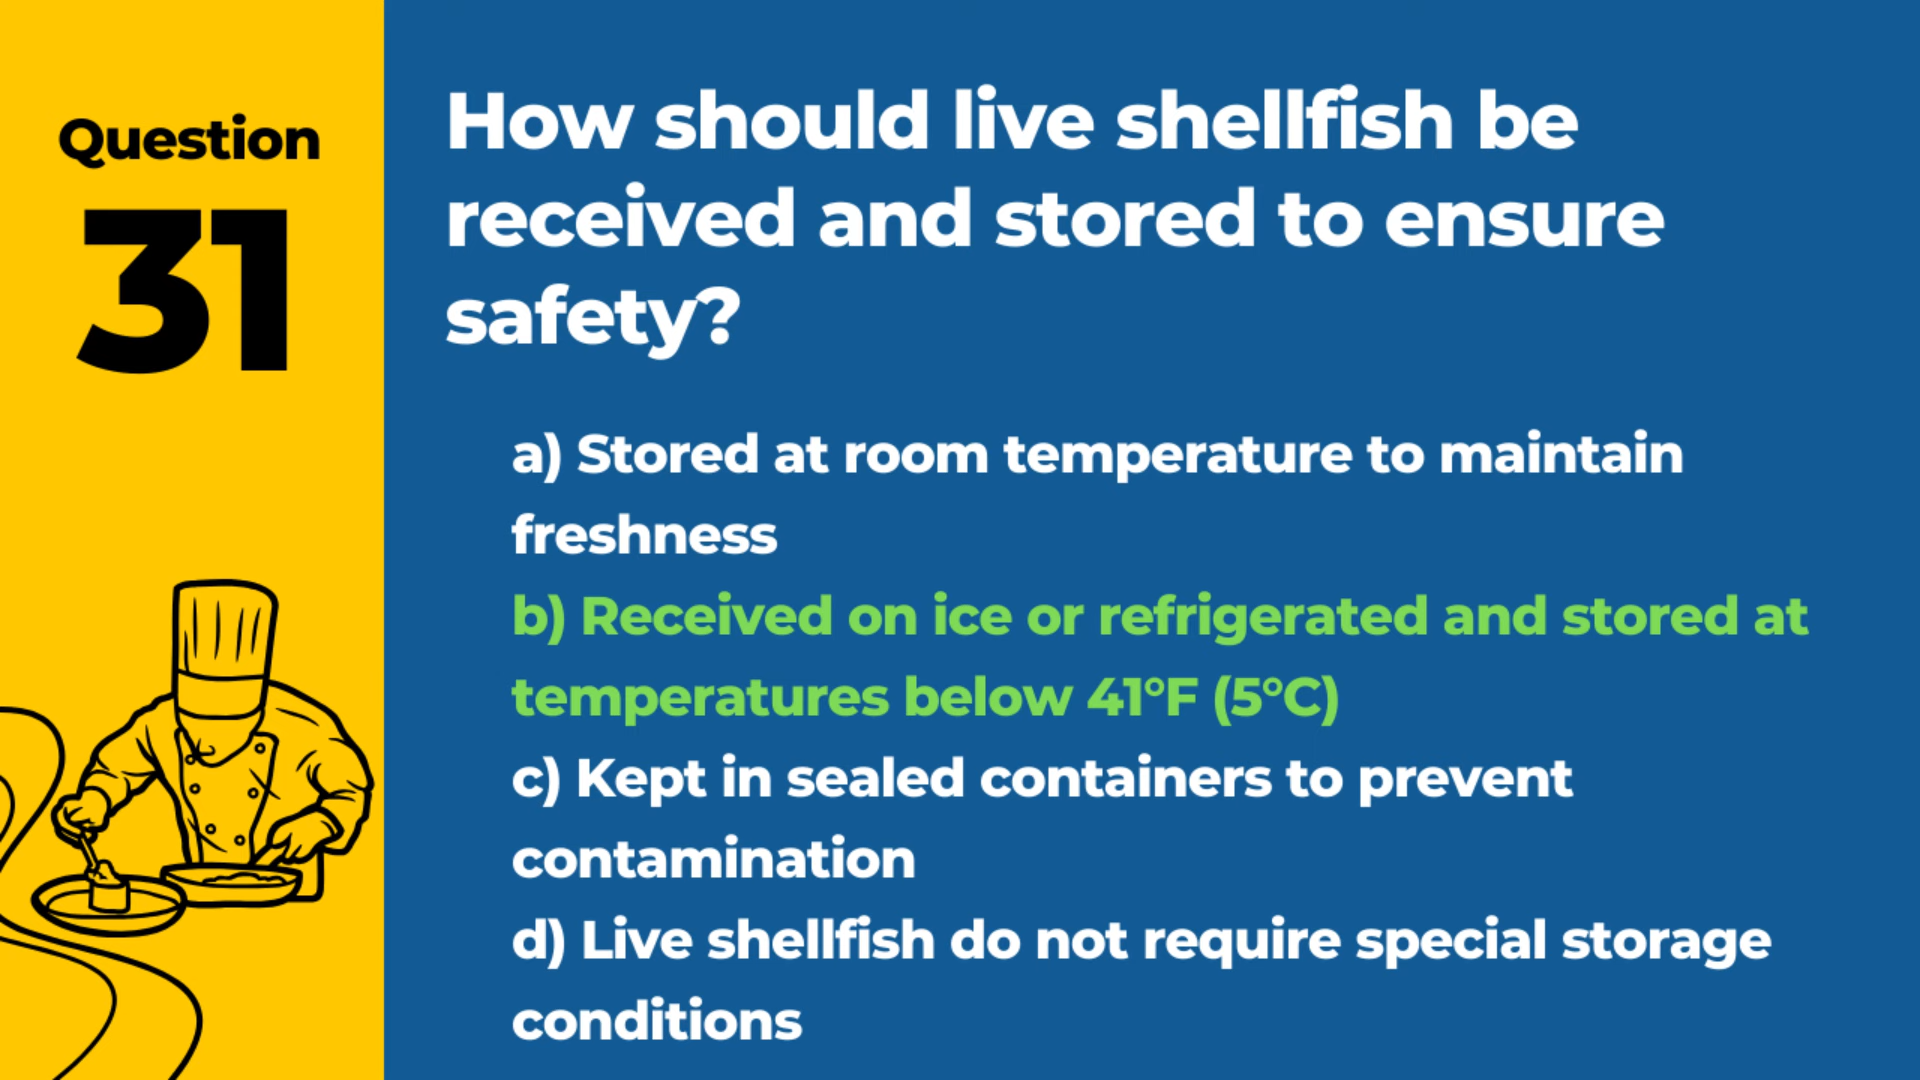 Question
31
How should live shellfish be
received and stored to ensure
safety?
a) Stored at room temperature to maintain
freshness
b) Received on ice or refrigerated and stored at
temperatures below 41°F (5°C)
c) Kept in sealed containers to prevent
contamination
d) Live shellfish do not require special storage
conditions